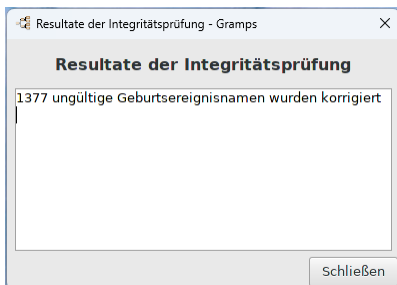 Resultate der Integritätsprüfung - Gramps
Resultate der Integritätsprüfung
1377 ungültige Geburtsereignisnamen wurden korrigiert
Schließen